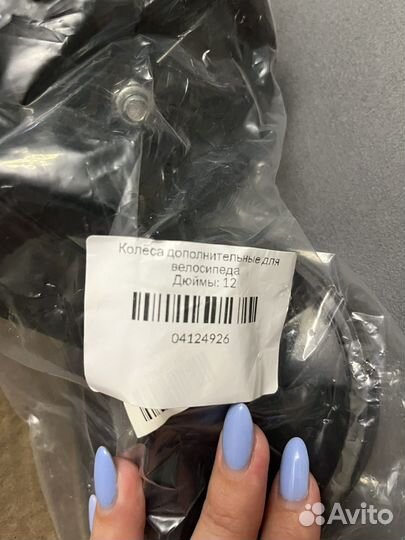 Колёса дополнительные для
велосипеда
Дюймы: 12
04124926
Avito